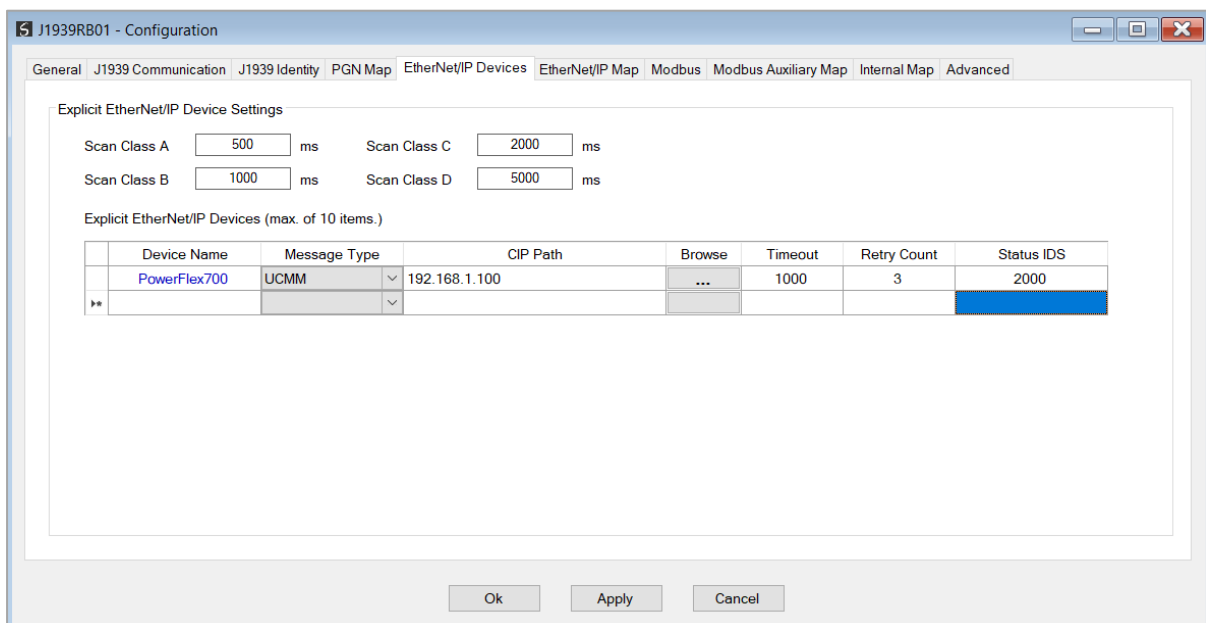 J1939RB01 - Configuration
General J1939 Communication J1939 Identity PGN Map EtherNet/IP Devices EtherNet/IP Map Modbus Modbus Auxiliary Map Internal Map Advanced
Explicit EtherNet/IP Device Settings
Scan Class A 500 ms Scan Class C 2000 ms
Scan Class B 1000 ms Scan Class D 5000 ms
Explicit EtherNet/IP Devices (max. of 10 items.)
Device Name Message Type CIP Path Browse Timeout Retry Count Status IDS
PowerFlex700 UCMM 192.168.1.100 ... 1000 3 2000
Ok Apply Cancel